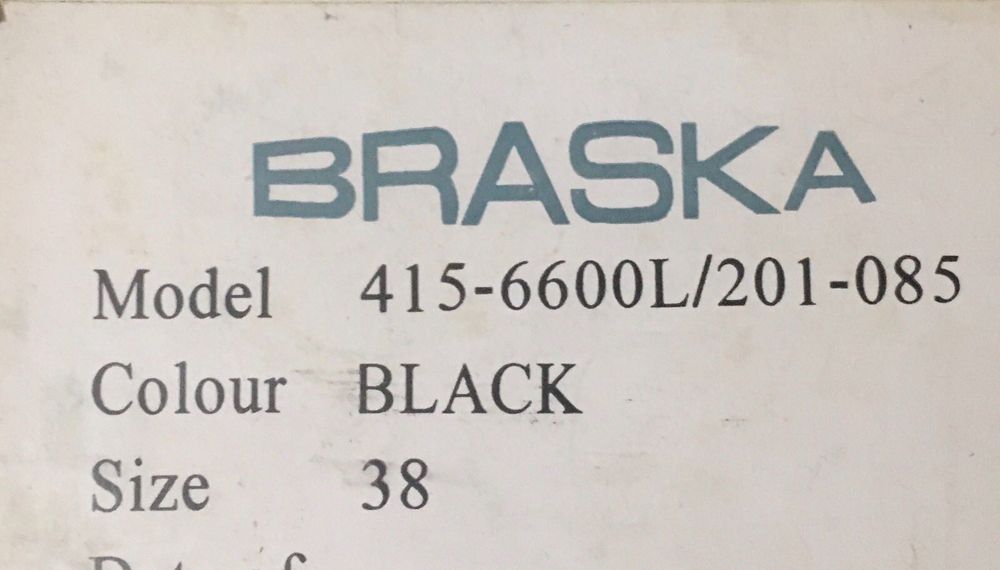 BRASKA
Model 415-6600L/201-085
Colour BLACK
Size 38